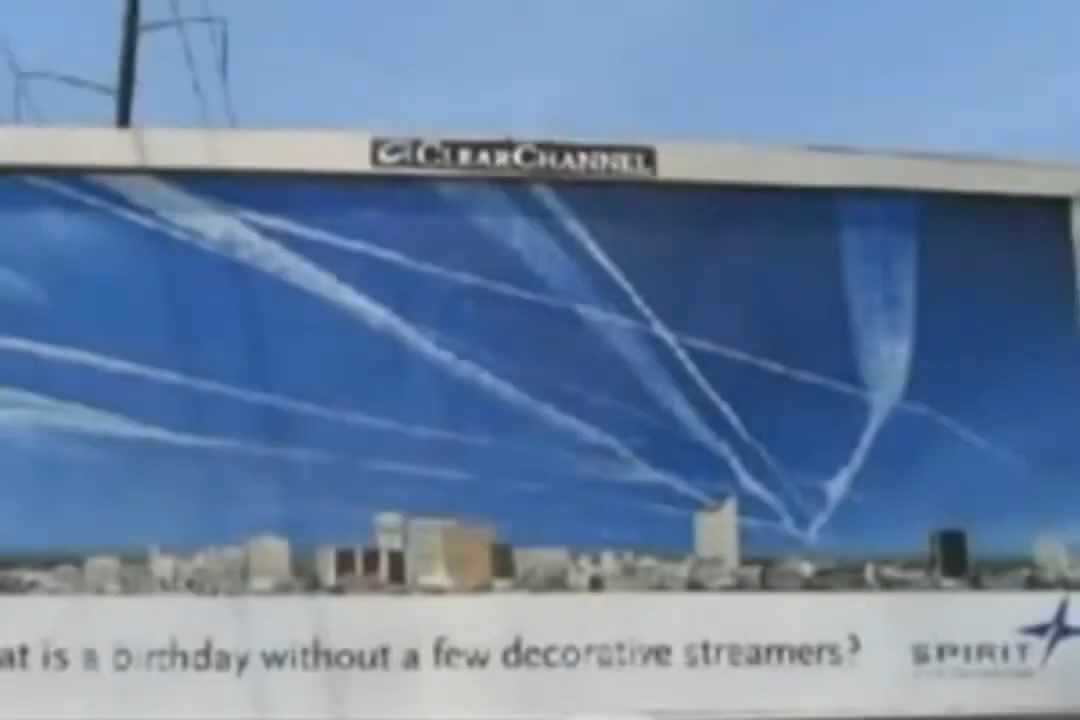 CLEARCHANNEL
at is a birthday without a few decorative streamers?
SPIRIT